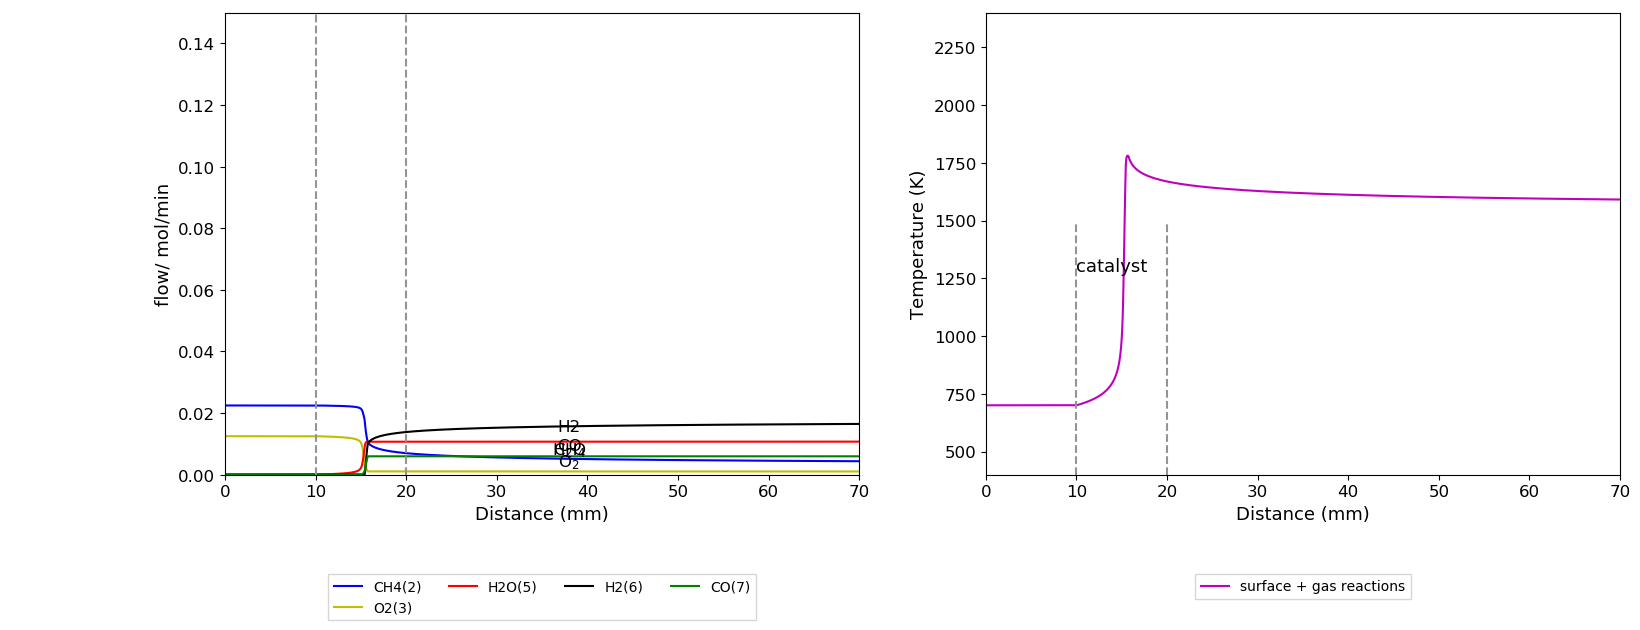 0.14
0.12
0.10
0.08
0.06
0.04
0.02
0.00
flow/ mol/min
0 10 20 30 40 50 60 70
Distance (mm)
H2
CO
O₂
CH4(2) H2O(5) H2(6) CO(7)
O2(3)
2250
2000
1750
1500
1250
1000
750
500
Temperature (K)
catalyst
0 10 20 30 40 50 60 70
Distance (mm)
surface + gas reactions